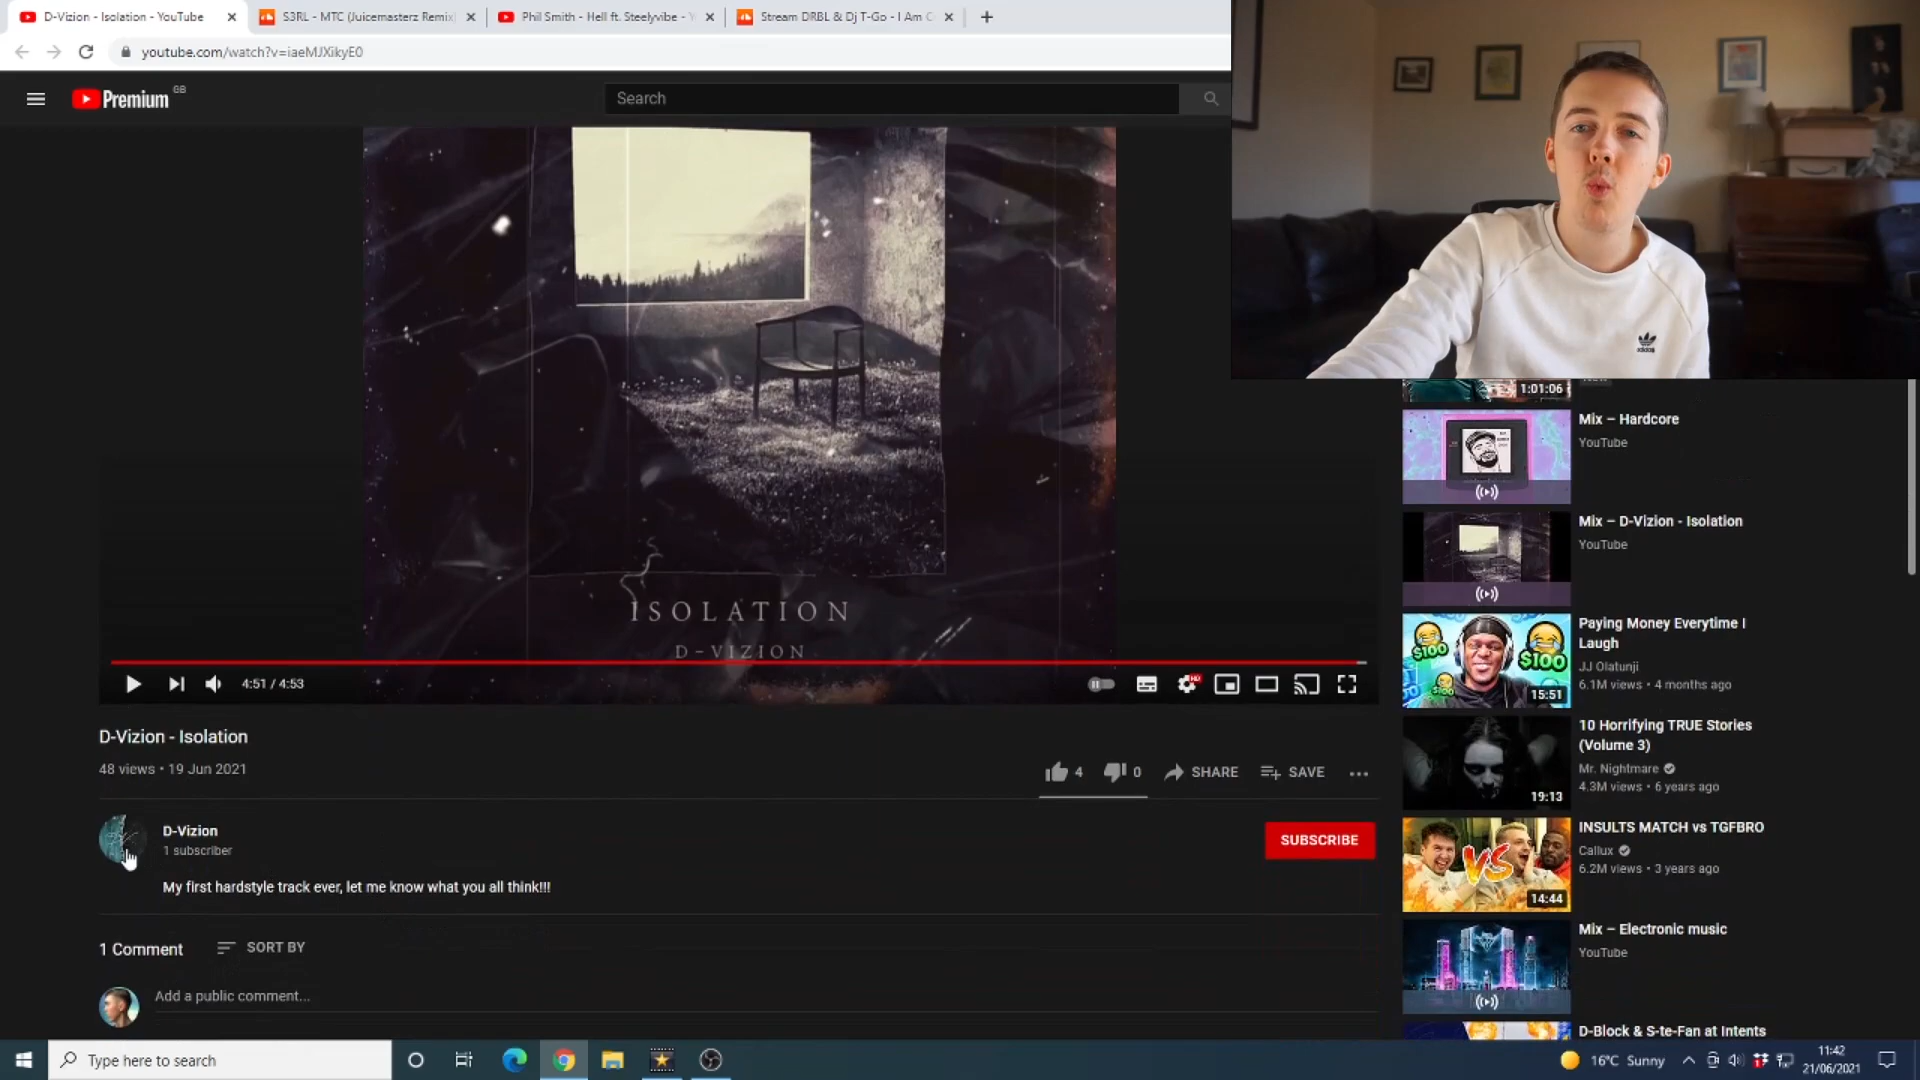 D-Vizion - Isolation - YouTube
S3RL - MTC (Juicemasterz Remix)
Phil Smith - Hell ft. Steelyvibe -
Stream DRBL & Dj T-Go - I Am
youtube.com/watch?v=iaeMJXikyE0
Premium GB
Search
adidas
ISOLATION
D-VIZION
4:51 / 4:53
HD
D-Vizion - Isolation
48 views • 19 Jun 2021
4
0
SHARE
SAVE
D-Vizion
1 subscriber
SUBSCRIBE
My first hardstyle track ever, let me know what you all think!!!
1 Comment
SORT BY
Add a public comment...
1:01:06
Mix – Hardcore
YouTube
Mix – D-Vizion - Isolation
YouTube
$100
$100
15:51
Paying Money Everytime I
Laugh
JJ Olatunji
6.1M views • 4 months ago
19:13
10 Horrifying TRUE Stories
(Volume 3)
Mr. Nightmare
4.3M views • 6 years ago
VS
14:44
INSULTS MATCH vs TGFBRO
Callux
6.2M views • 3 years ago
Mix – Electronic music
YouTube
D-Block & S-te-Fan at Intents
Type here to search
16°C Sunny
11:42
21/06/2021